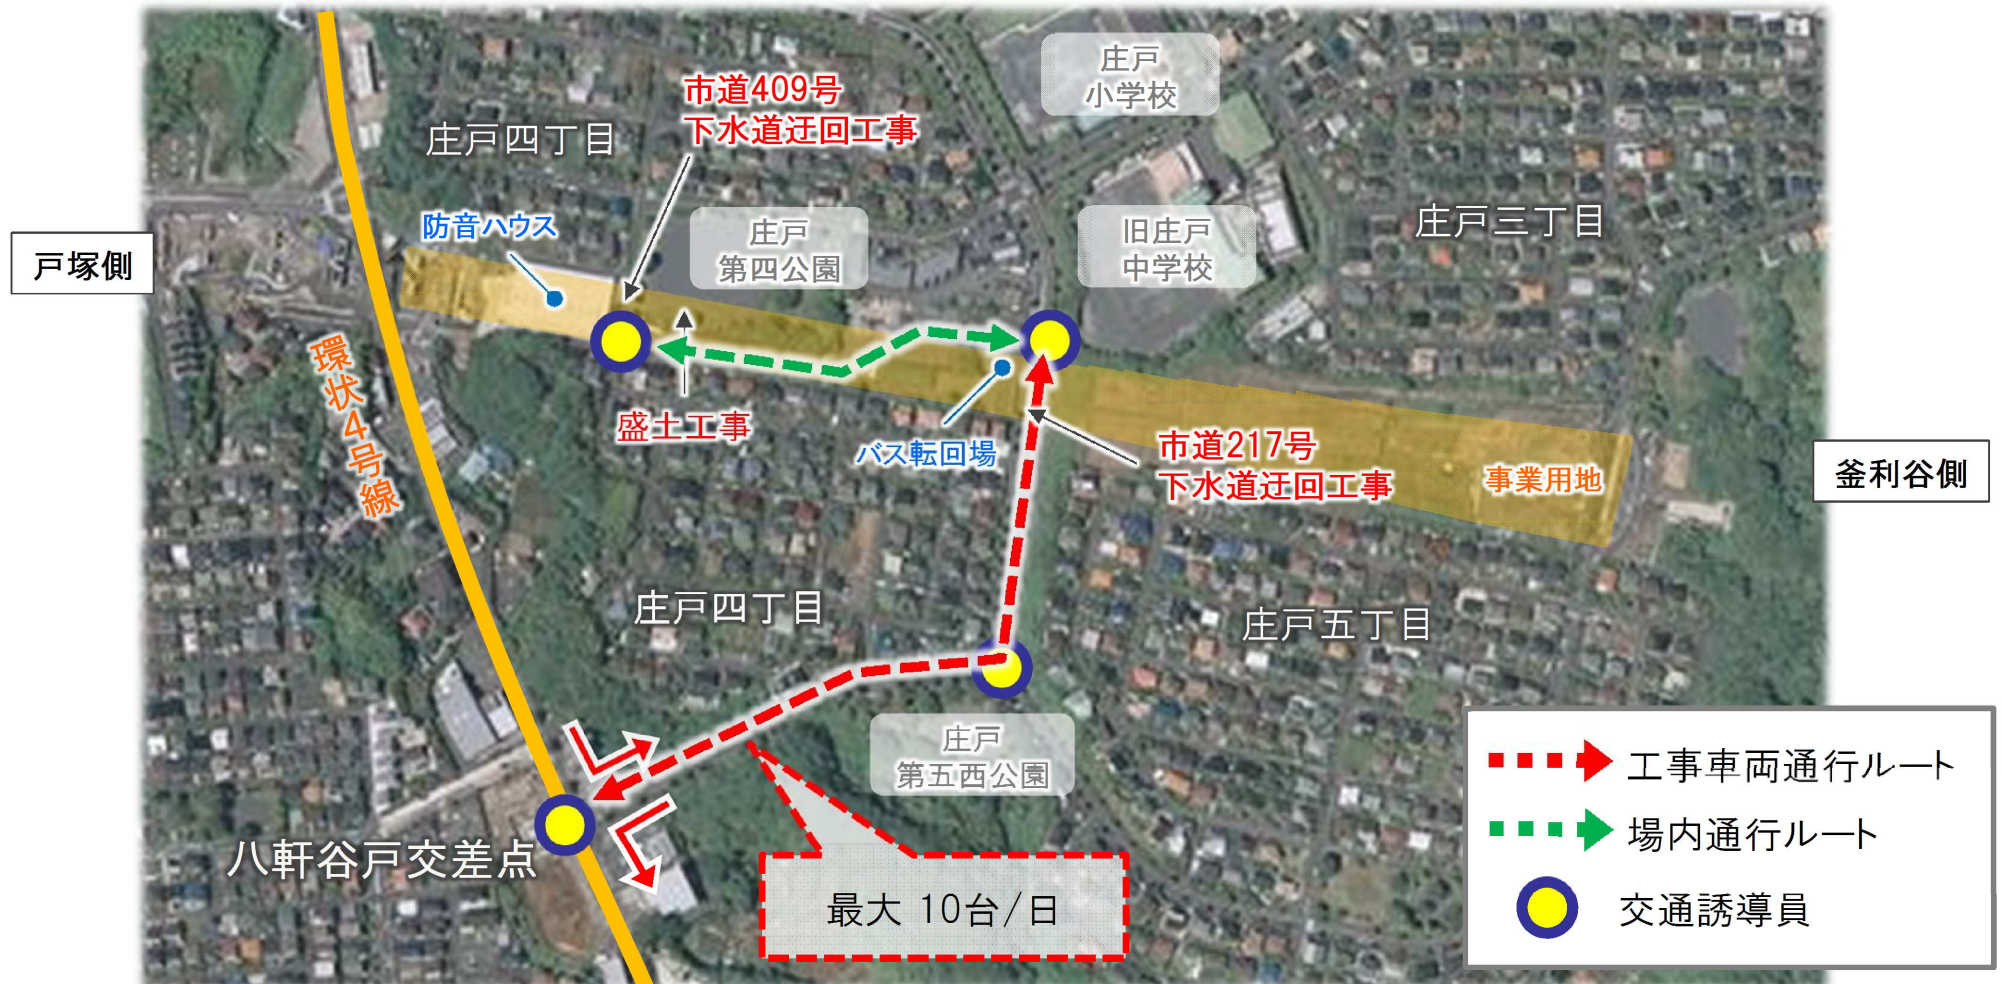 庄戸
小学校
市道409号
下水道迂回工事
庄戸四丁目
防音ハウス
庄戸
第四公園
旧庄戸
中学校
庄戸三丁目
戸塚側
環状4号線
盛土工事
バス転回場
市道217号
下水道迂回工事
事業用地
釜利谷側
庄戸四丁目
庄戸五丁目
庄戸
第五西公園
八軒谷戸交差点
最大 10台/日
工事車両通行ルート
場内通行ルート
交通誘導員